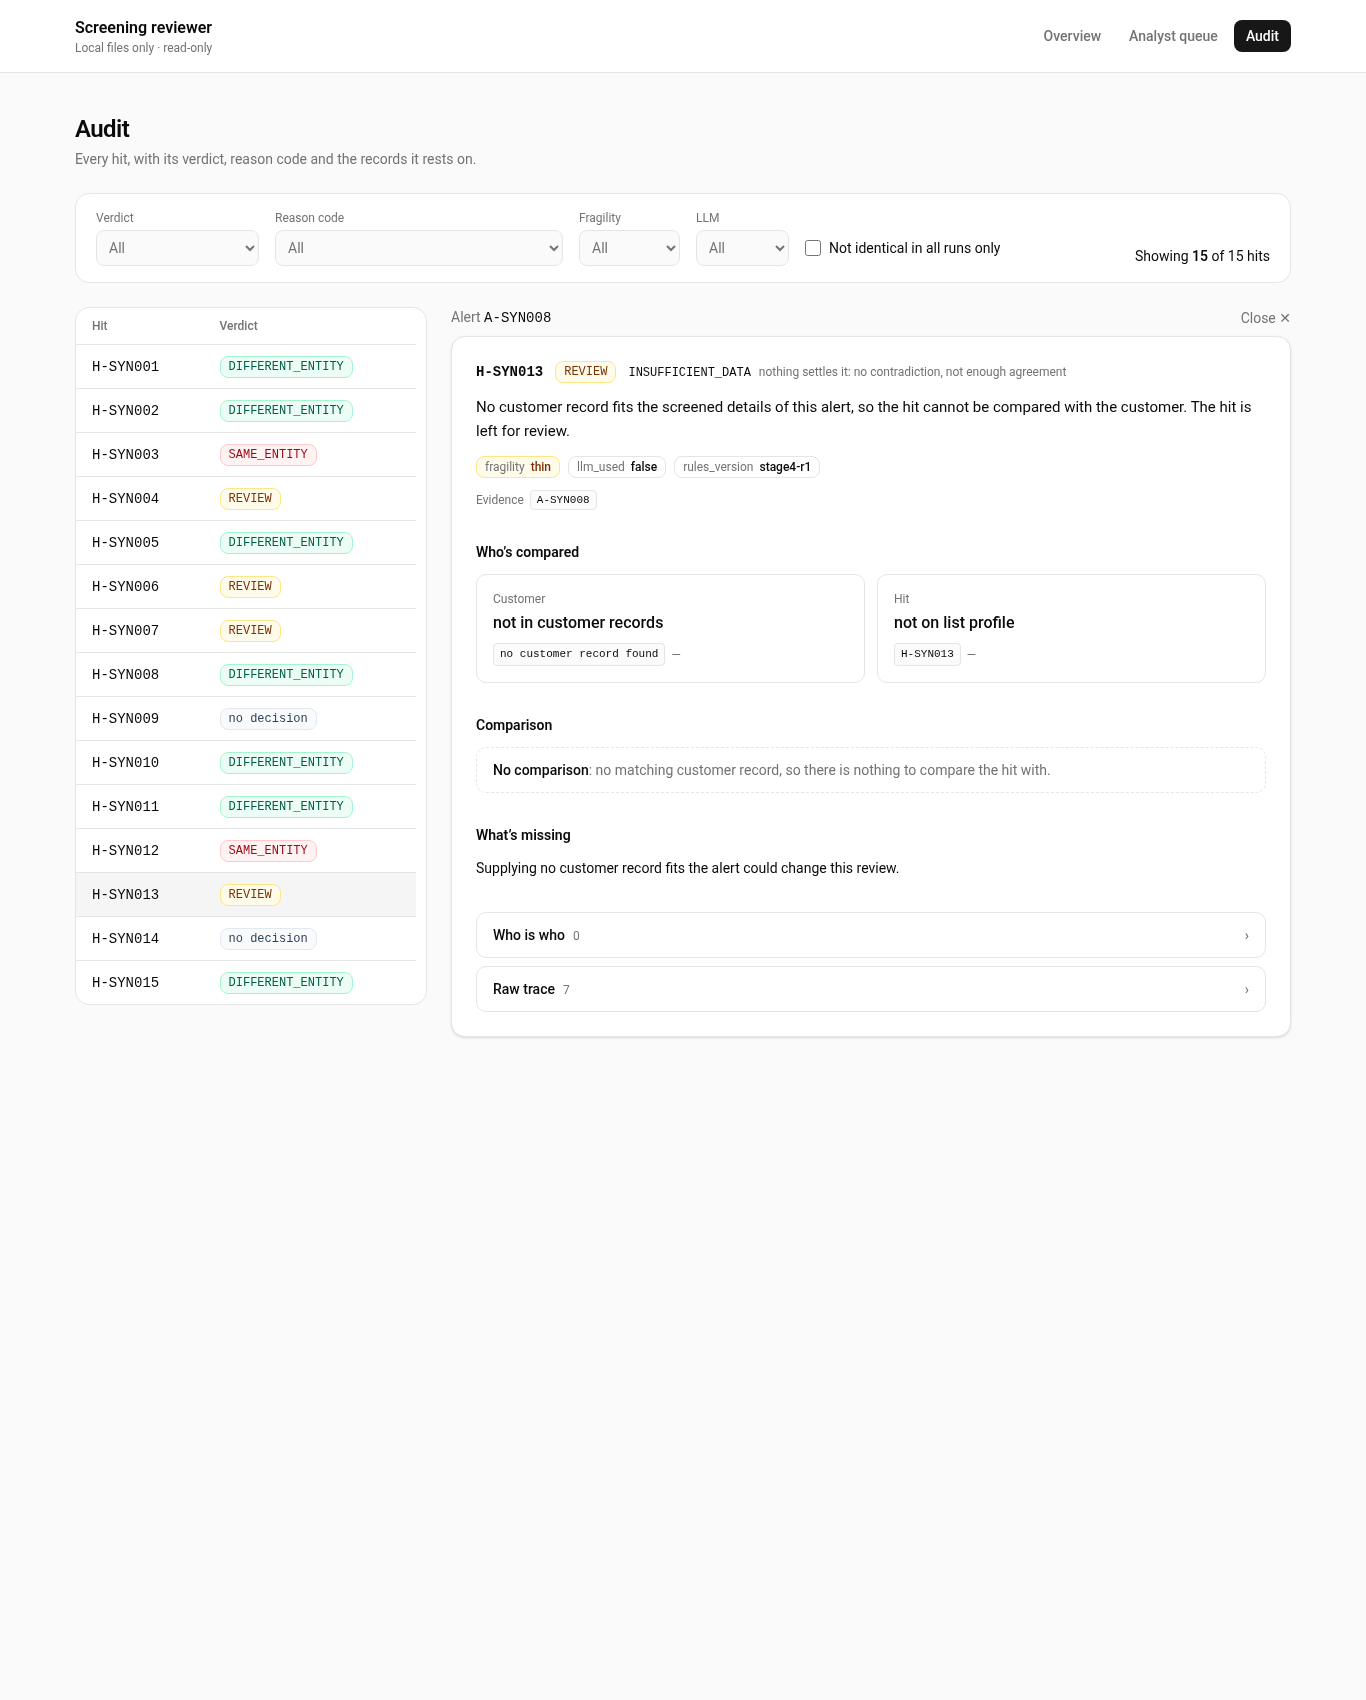 Screening reviewer
Local files only · read-only
Overview
Analyst queue
Audit
Audit
Every hit, with its verdict, reason code and the records it rests on.
Verdict
Reason code
Fragility
LLM
All
All
All
All
Not identical in all runs only
Showing 15 of 15 hits
Hit Verdict
H-SYN001 DIFFERENT_ENTITY
H-SYN002 DIFFERENT_ENTITY
H-SYN003 SAME_ENTITY
H-SYN004 REVIEW
H-SYN005 DIFFERENT_ENTITY
H-SYN006 REVIEW
H-SYN007 REVIEW
H-SYN008 DIFFERENT_ENTITY
H-SYN009 no decision
H-SYN010 DIFFERENT_ENTITY
H-SYN011 DIFFERENT_ENTITY
H-SYN012 SAME_ENTITY
H-SYN013 REVIEW
H-SYN014 no decision
H-SYN015 DIFFERENT_ENTITY
Alert A-SYN008
Close ✕
H-SYN013 REVIEW INSUFFICIENT_DATA nothing settles it: no contradiction, not enough agreement
No customer record fits the screened details of this alert, so the hit cannot be compared with the customer. The hit is
left for review.
fragility thin llm_used false rules_version stage4-r1
Evidence A-SYN008
Who's compared
Customer
not in customer records
no customer record found —
Hit
not on list profile
H-SYN013 —
Comparison
No comparison: no matching customer record, so there is nothing to compare the hit with.
What's missing
Supplying no customer record fits the alert could change this review.
Who is who 0 ›
Raw trace 7 ›